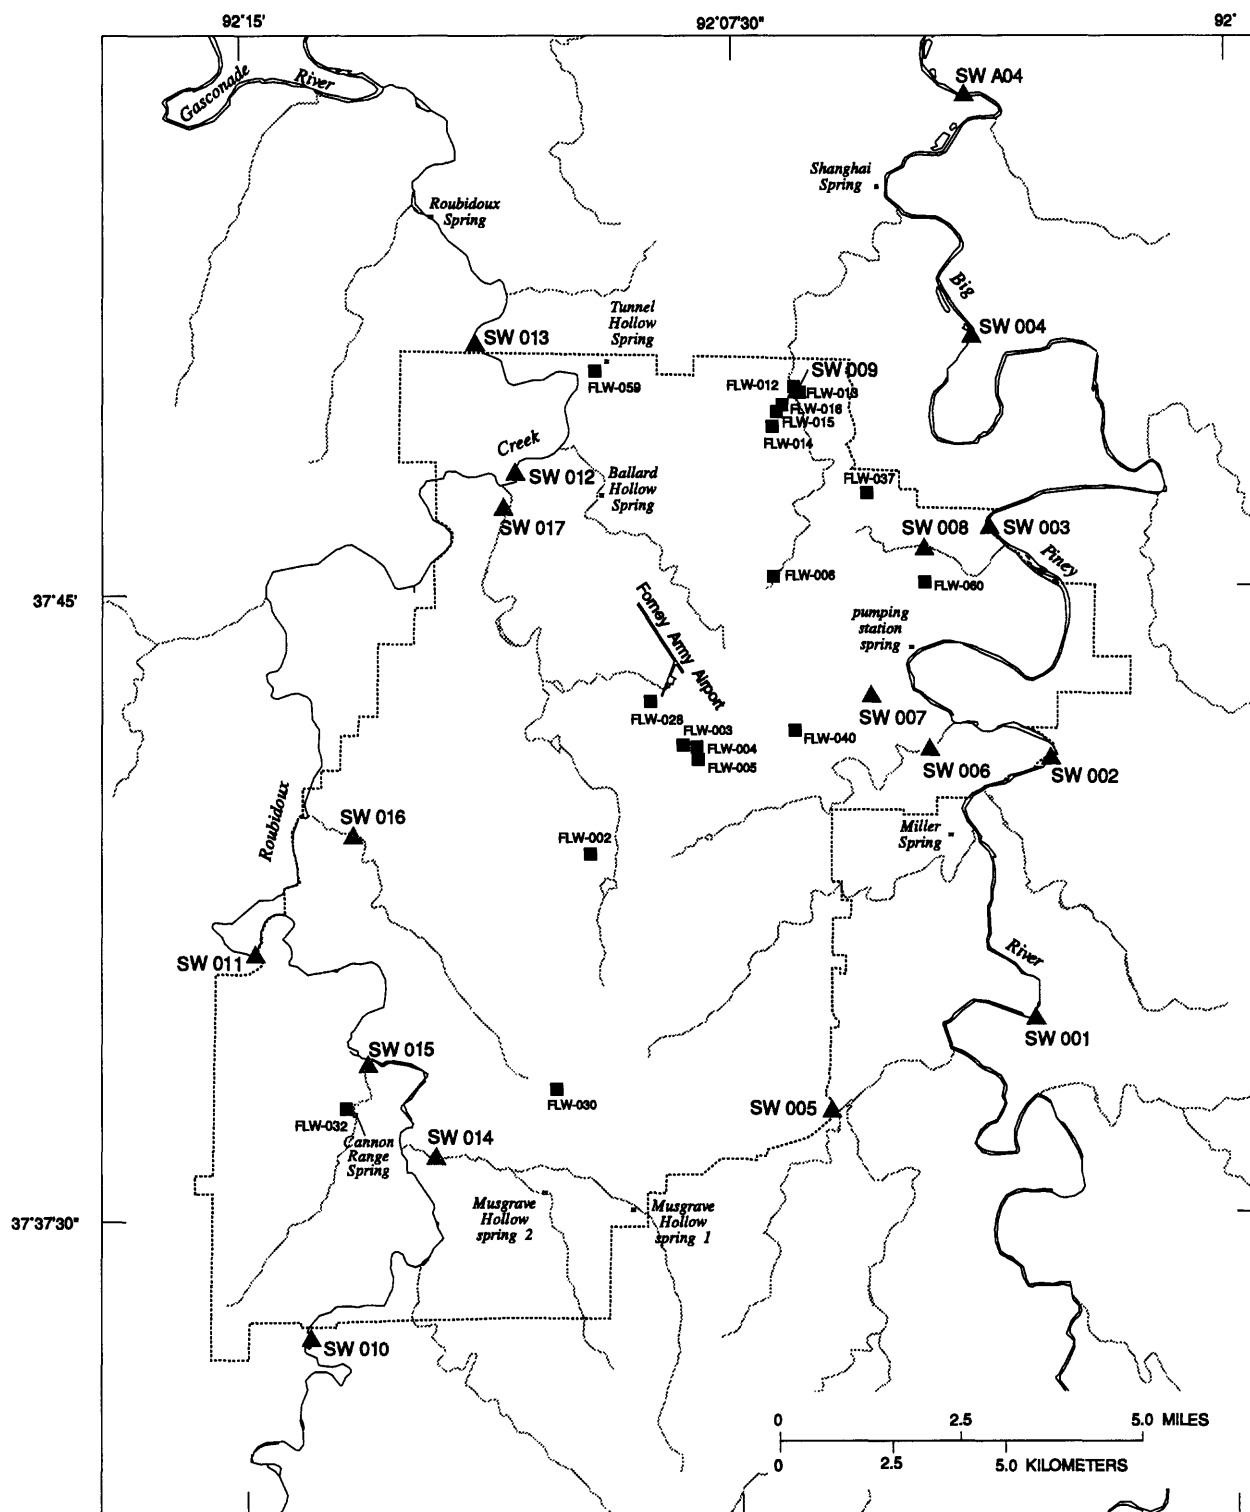 92°15'
92°07'30"
92°
Gasconade
River
SW A04
Shanghai
Spring
Roubidoux
Spring
Big
Tunnel
Hollow
Spring
SW 013
SW 004
FLW-059
SW 009
FLW-012
FLW-013
FLW-016
FLW-015
FLW-014
Creek
SW 012
Ballard
Hollow
Spring
FLW-037
SW 017
SW 008
SW 003
Piney
FLW-006
FLW-060
37°45'
Forney Army Airport
pumping
station
spring
FLW-028
SW 007
FLW-003
FLW-004
FLW-005
FLW-040
SW 006
SW 002
Roubidoux
SW 016
Miller
Spring
FLW-002
SW 011
River
SW 001
SW 015
FLW-030
SW 005
FLW-032
Cannon
Range
Spring
SW 014
Musgrave
Hollow
spring 2
Musgrave
Hollow
spring 1
37°37'30"
SW 010
0
2.5
5.0 MILES
0
2.5
5.0 KILOMETERS